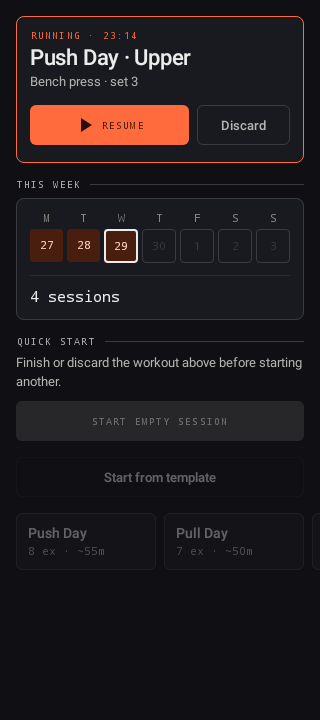 RUNNING · 23:14
Push Day · Upper
Bench press · set 3
RESUME
Discard
THIS WEEK
M T W T F S S
27 28 29 30 1 2 3
4 sessions
QUICK START
Finish or discard the workout above before starting
another.
START EMPTY SESSION
Start from template
Push Day
8 ex · ~55m
Pull Day
7 ex · ~50m